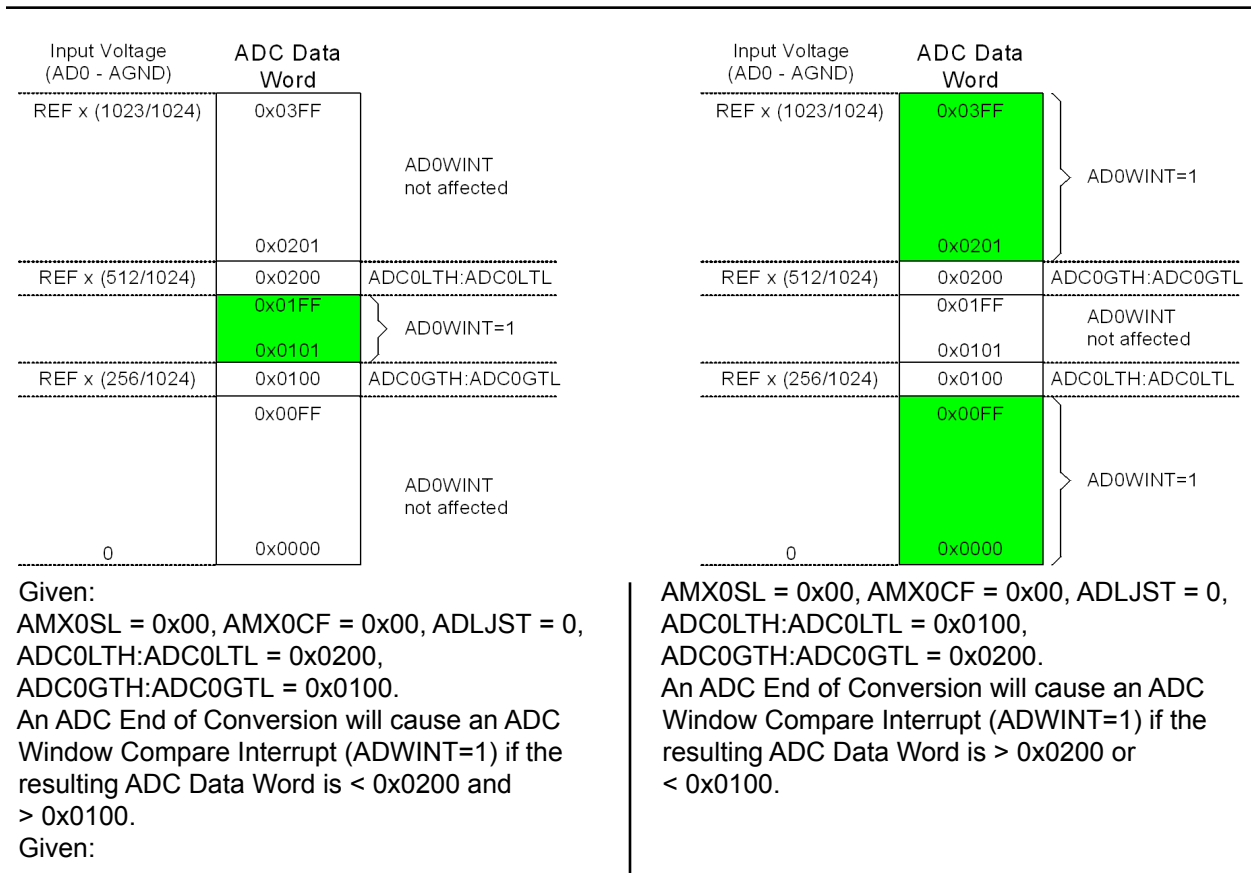 Input Voltage
(AD0 - AGND)
ADC Data
Word
REF x (1023/1024)
0x03FF
AD0WINT
not affected
0x0201
REF x (512/1024)
0x0200
ADC0LTH:ADC0LTL
0x01FF
AD0WINT=1
0x0101
REF x (256/1024)
0x0100
ADC0GTH:ADC0GTL
0x00FF
AD0WINT
not affected
0
0x0000
Given:
AMX0SL = 0x00, AMX0CF = 0x00, ADLJST = 0,
ADC0LTH:ADC0LTL = 0x0200,
ADC0GTH:ADC0GTL = 0x0100.
An ADC End of Conversion will cause an ADC
Window Compare Interrupt (ADWINT=1) if the
resulting ADC Data Word is < 0x0200 and
> 0x0100.
Given:
Input Voltage
(AD0 - AGND)
ADC Data
Word
REF x (1023/1024)
0x03FF
AD0WINT=1
0x0201
REF x (512/1024)
0x0200
ADC0GTH:ADC0GTL
0x01FF
AD0WINT
not affected
0x0101
REF x (256/1024)
0x0100
ADC0LTH:ADC0LTL
0x00FF
AD0WINT=1
0
0x0000
AMX0SL = 0x00, AMX0CF = 0x00, ADLJST = 0,
ADC0LTH:ADC0LTL = 0x0100,
ADC0GTH:ADC0GTL = 0x0200.
An ADC End of Conversion will cause an ADC
Window Compare Interrupt (ADWINT=1) if the
resulting ADC Data Word is > 0x0200 or
< 0x0100.